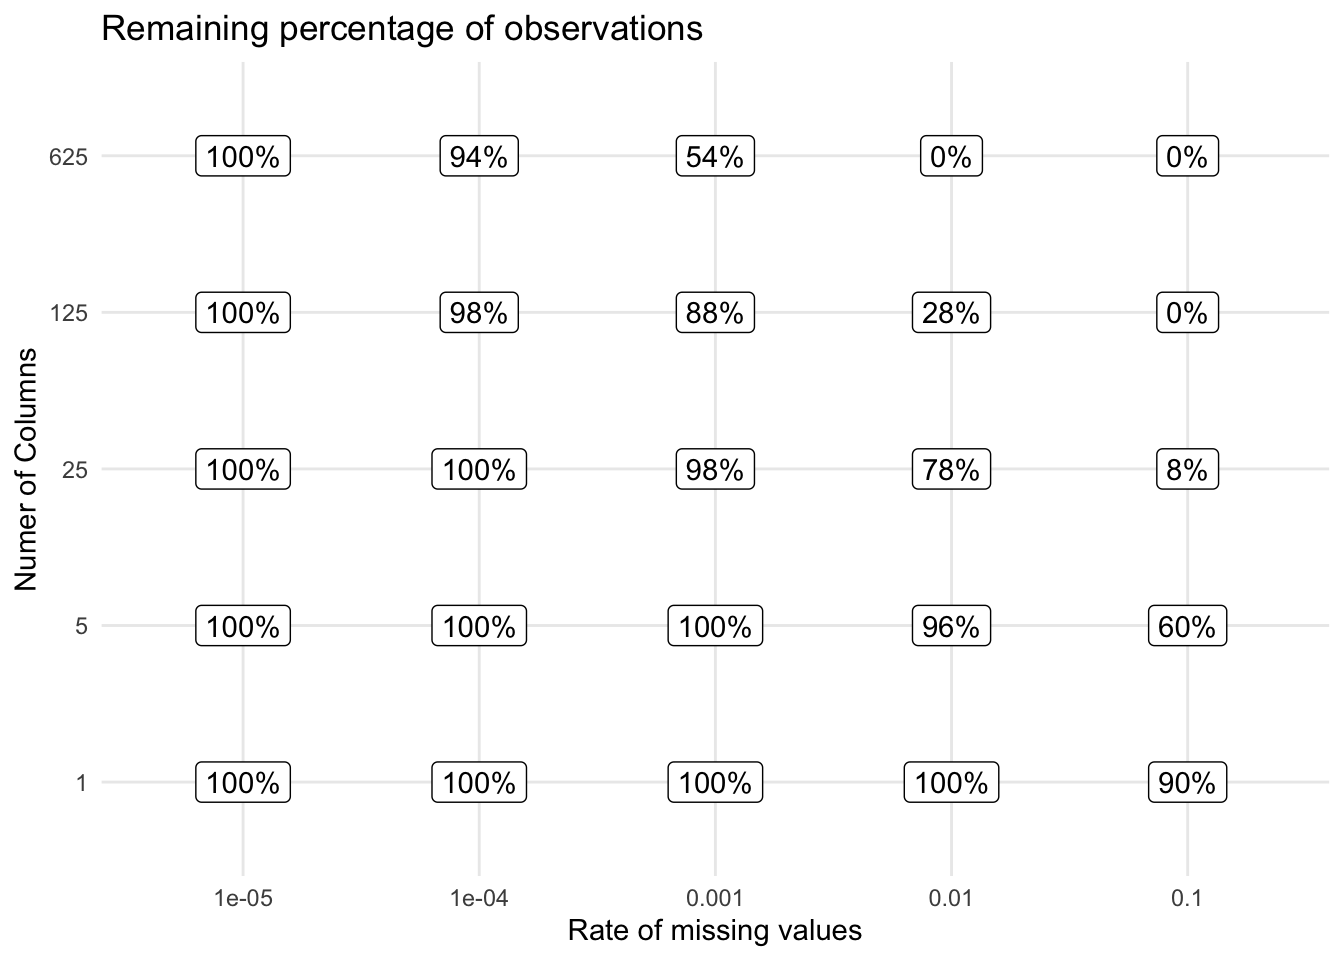 Remaining percentage of observations
625 100% 94% 54% 0% 0%
125 100% 98% 88% 28% 0%
25 100% 100% 98% 78% 8%
5 100% 100% 100% 96% 60%
1 100% 100% 100% 100% 90%
Numer of Columns
1e-05 1e-04 0.001 0.01 0.1
Rate of missing values